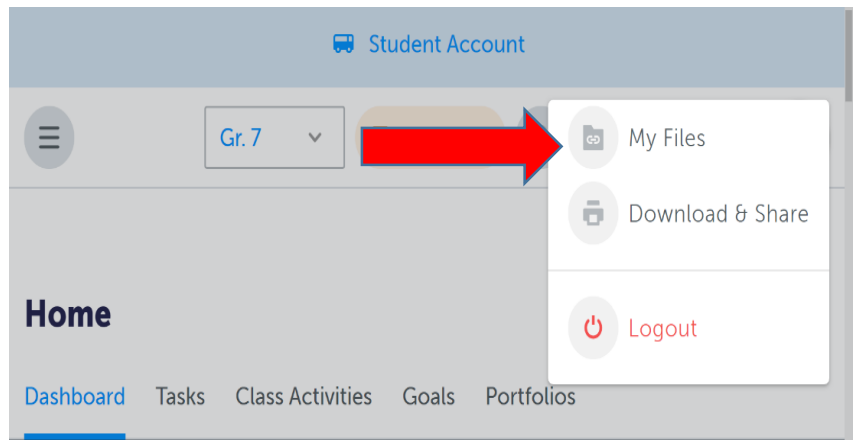 Student Account
Gr. 7
My Files
Download & Share
Home
Logout
Dashboard Tasks Class Activities Goals Portfolios